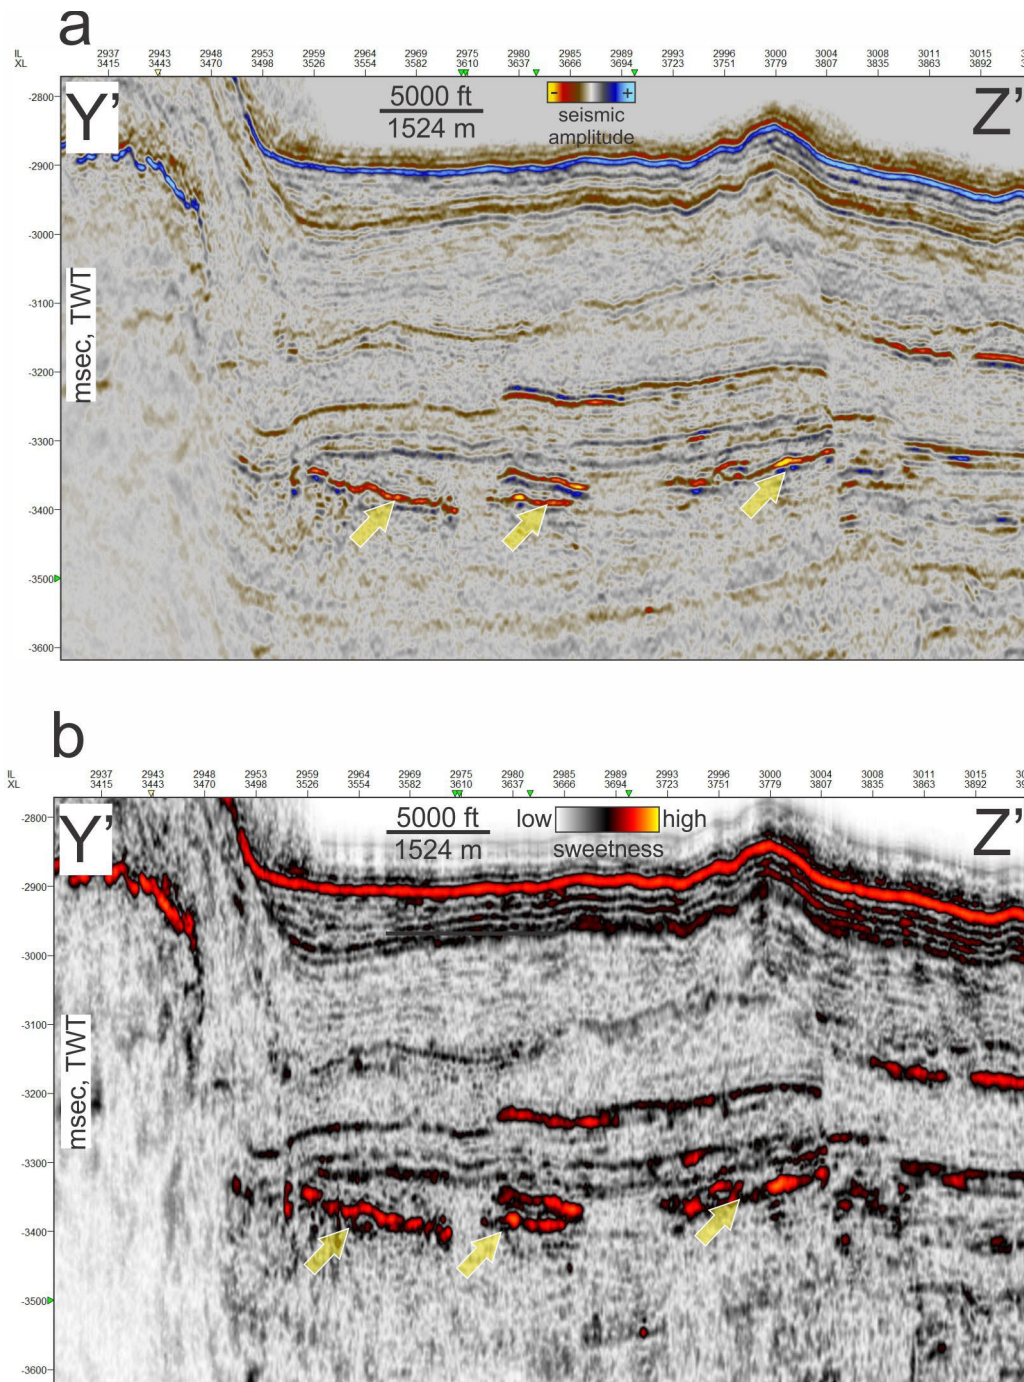 a
IL 2937 2943 2948 2953 2959 2964 2969 2975 2980 2985 2989 2993 2996 3000 3004 3008 3011 3015
XL 3415 3443 3470 3498 3526 3554 3582 3610 3637 3666 3694 3723 3751 3779 3807 3835 3863 3892
Y’
5000 ft
1524 m
- +
seismic
amplitude
Z’
-2800
-2900
-3000
-3100
-3200
-3300
-3400
-3500
-3600
msec, TWT
b
IL 2937 2943 2948 2953 2959 2964 2969 2975 2980 2985 2989 2993 2996 3000 3004 3008 3011 3015
XL 3415 3443 3470 3498 3526 3554 3582 3610 3637 3666 3694 3723 3751 3779 3807 3835 3863 3892
Y’
5000 ft
1524 m
low high
sweetness
Z’
-2800
-2900
-3000
-3100
-3200
-3300
-3400
-3500
-3600
msec, TWT